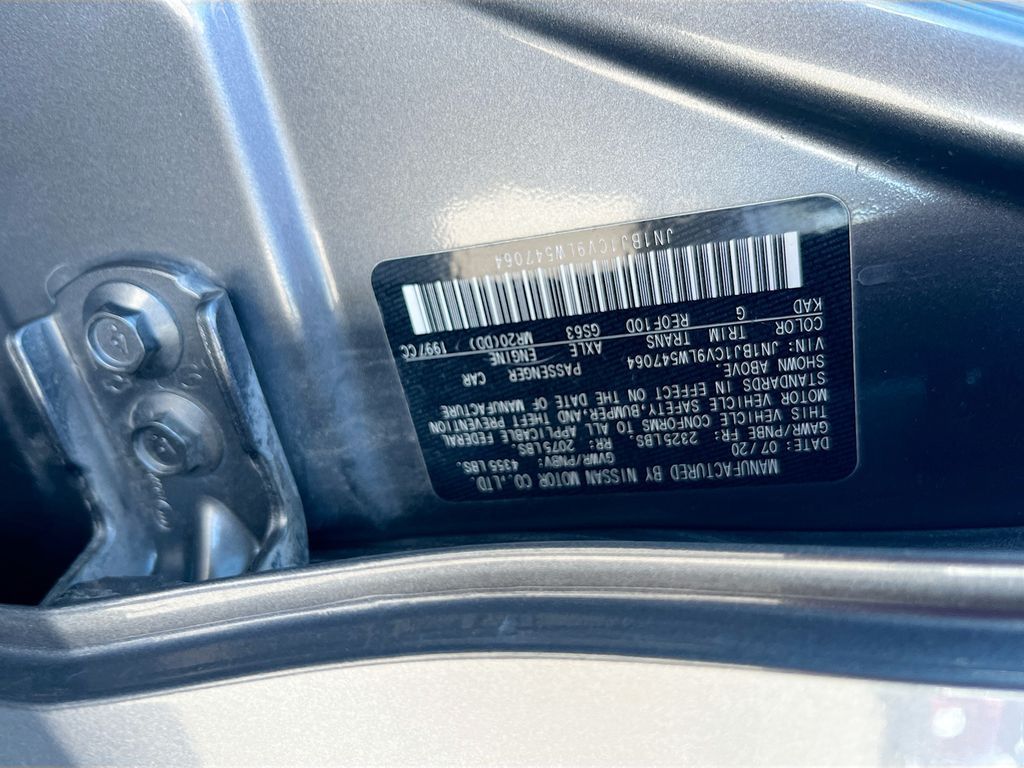 MANUFACTURED BY NISSAN MOTOR CO.,LTD.
DATE: 07/20 GVWR/PNBV: 4355 LBS.
GAWR/PNBE FR: 2325LBS. RR: 2075LBS.
THIS VEHICLE CONFORMS TO ALL APPLICABLE FEDERAL
MOTOR VEHICLE SAFETY,BUMPER,AND THEFT PREVENTION
STANDARDS IN EFFECT ON THE DATE OF MANUFACTURE
SHOWN ABOVE.
VIN: JN1BJ1CV9LW547064 PASSENGER CAR
COLOR TRIM TRANS AXLE ENGINE
KAD G RE0F10D GS63 MR20(DD) 1997CC
JN1BJ1CV9LW547064